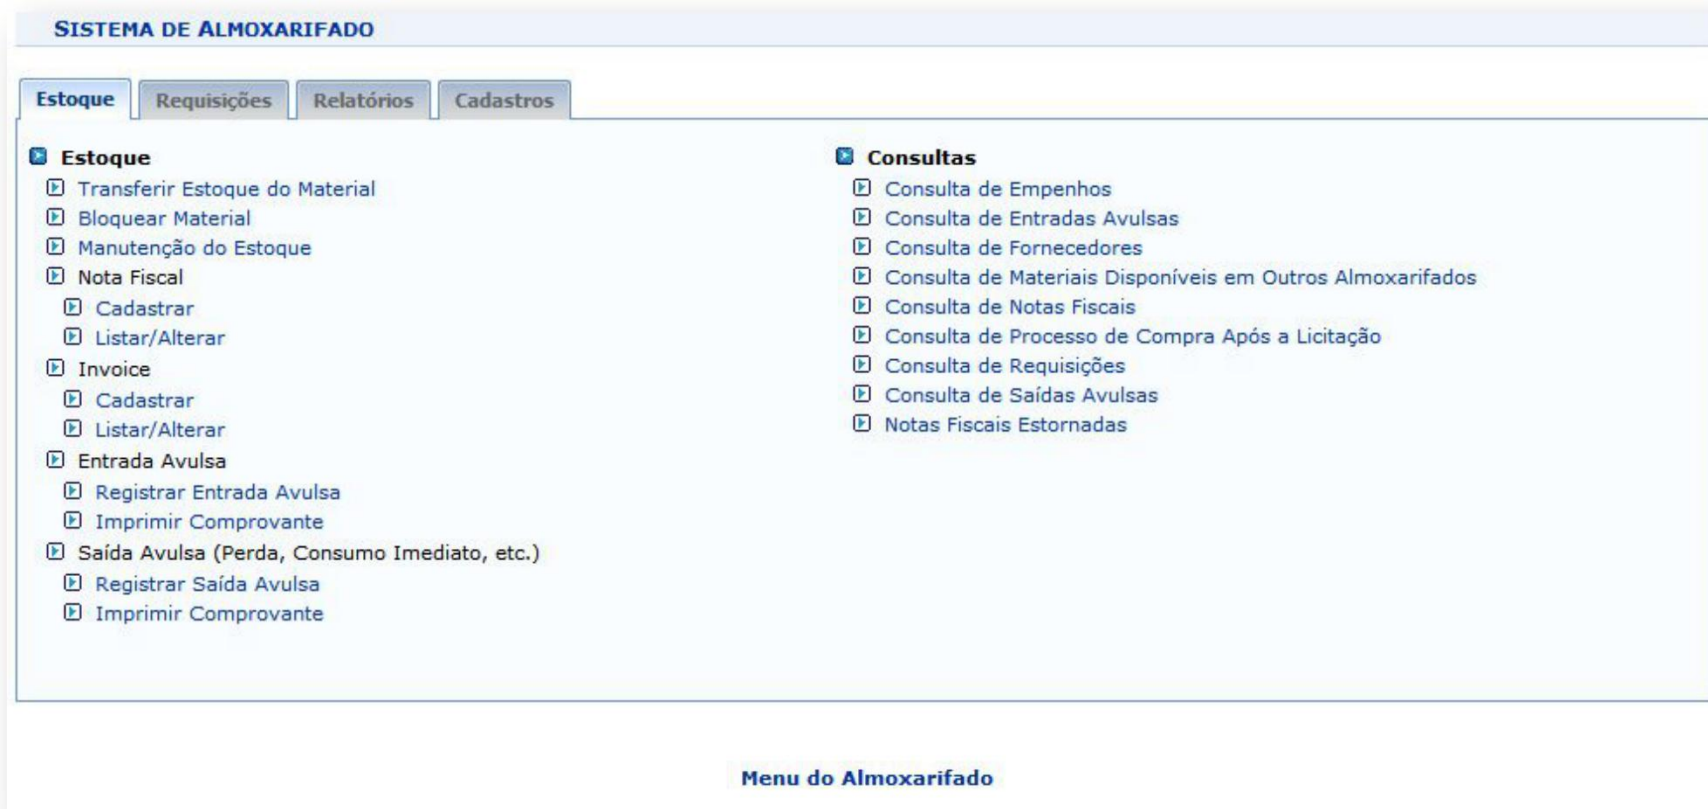 SISTEMA DE ALMOXARIFADO
Estoque
Requisições
Relatórios
Cadastros
Estoque
Transferir Estoque do Material
Bloquear Material
Manutenção do Estoque
Nota Fiscal
Cadastrar
Listar/Alterar
Invoice
Cadastrar
Listar/Alterar
Entrada Avulsa
Registrar Entrada Avulsa
Imprimir Comprovante
Saída Avulsa (Perda, Consumo Imediato, etc.)
Registrar Saída Avulsa
Imprimir Comprovante
Consultas
Consulta de Empenhos
Consulta de Entradas Avulsas
Consulta de Fornecedores
Consulta de Materiais Disponíveis em Outros Almoxarifados
Consulta de Notas Fiscais
Consulta de Processo de Compra Após a Licitação
Consulta de Requisições
Consulta de Saídas Avulsas
Notas Fiscais Estornadas
Menu do Almoxarifado